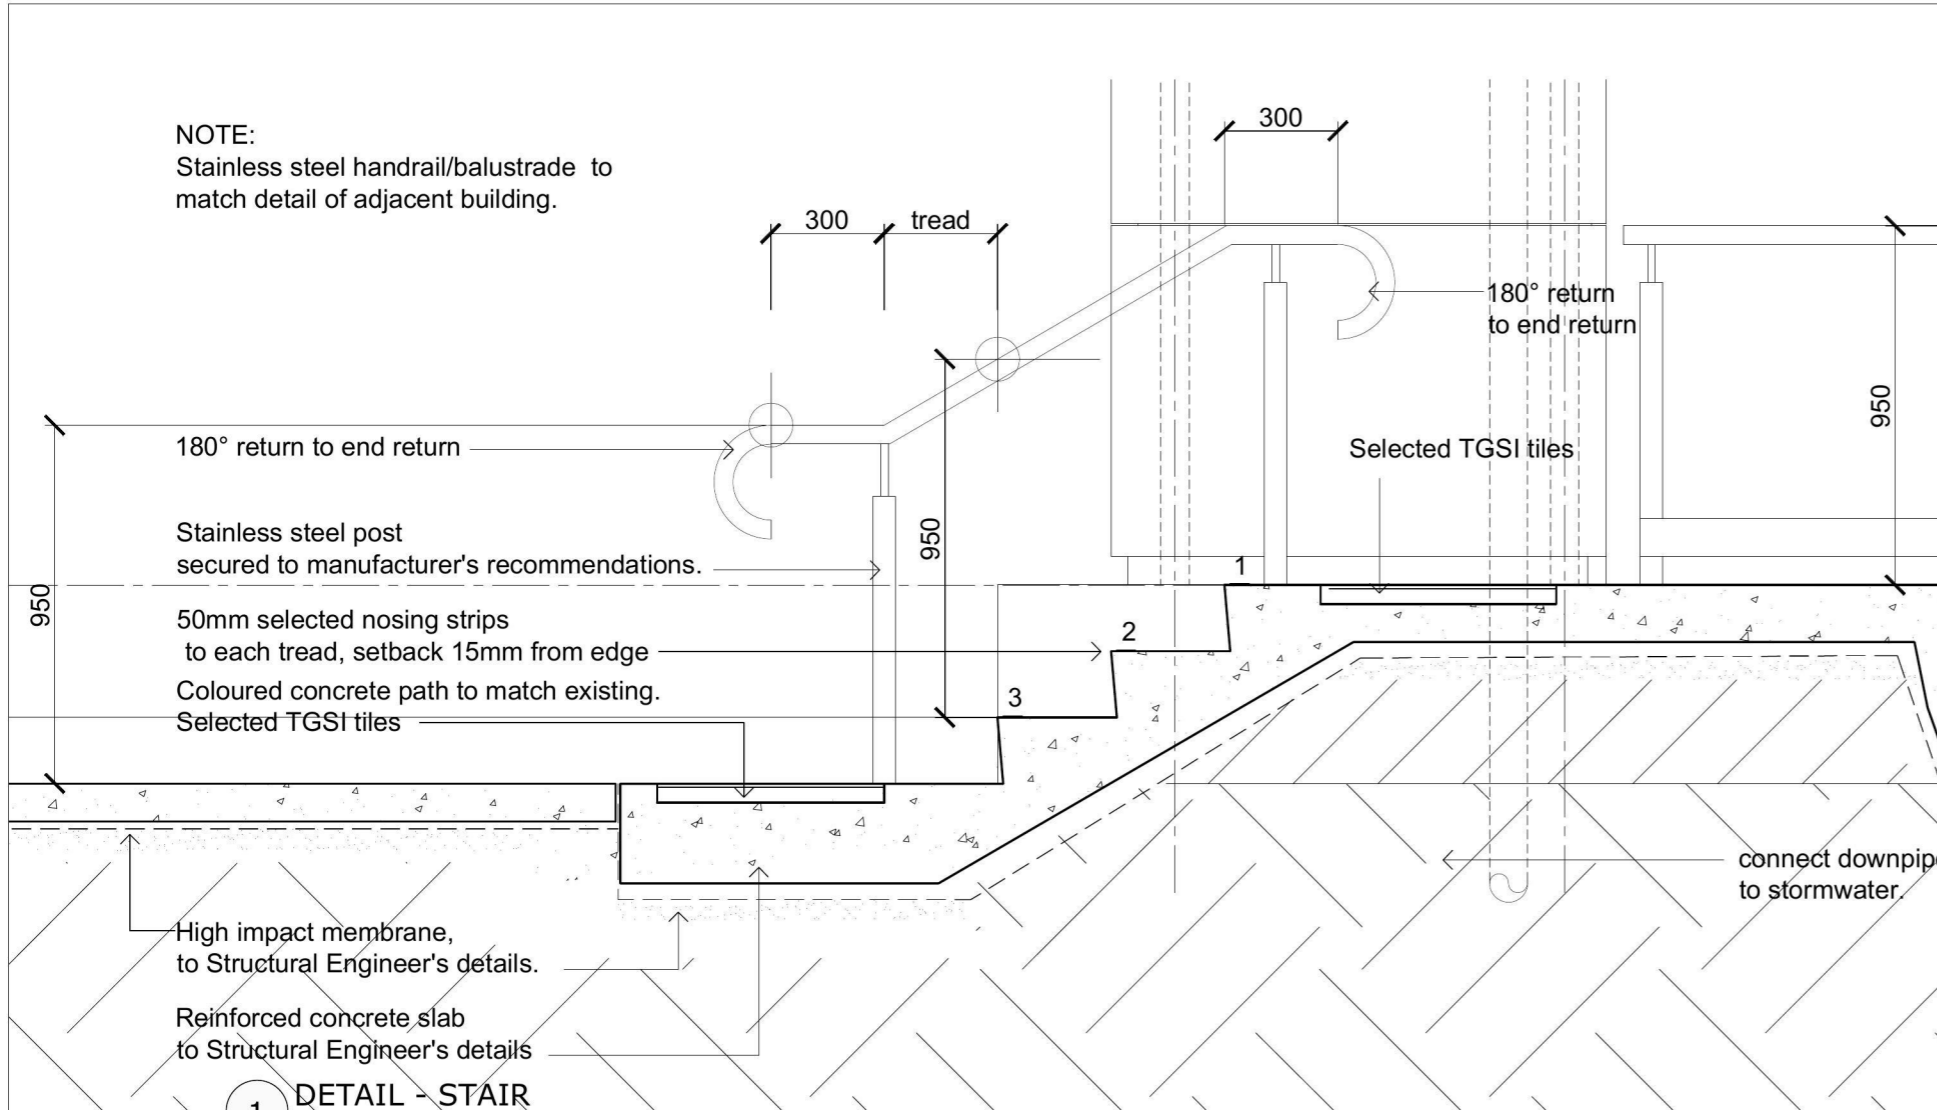 NOTE:
Stainless steel handrail/balustrade to
match detail of adjacent building.
300
300
tread
180° return
to end return
950
180° return to end return
Selected TGSI tiles
Stainless steel post
secured to manufacturer's recommendations.
950
950
1
50mm selected nosing strips
to each tread, setback 15mm from edge
2
Coloured concrete path to match existing.
Selected TGSI tiles
3
connect downpipe
to stormwater.
High impact membrane,
to Structural Engineer's details.
Reinforced concrete slab
to Structural Engineer's details
1
DETAIL - STAIR